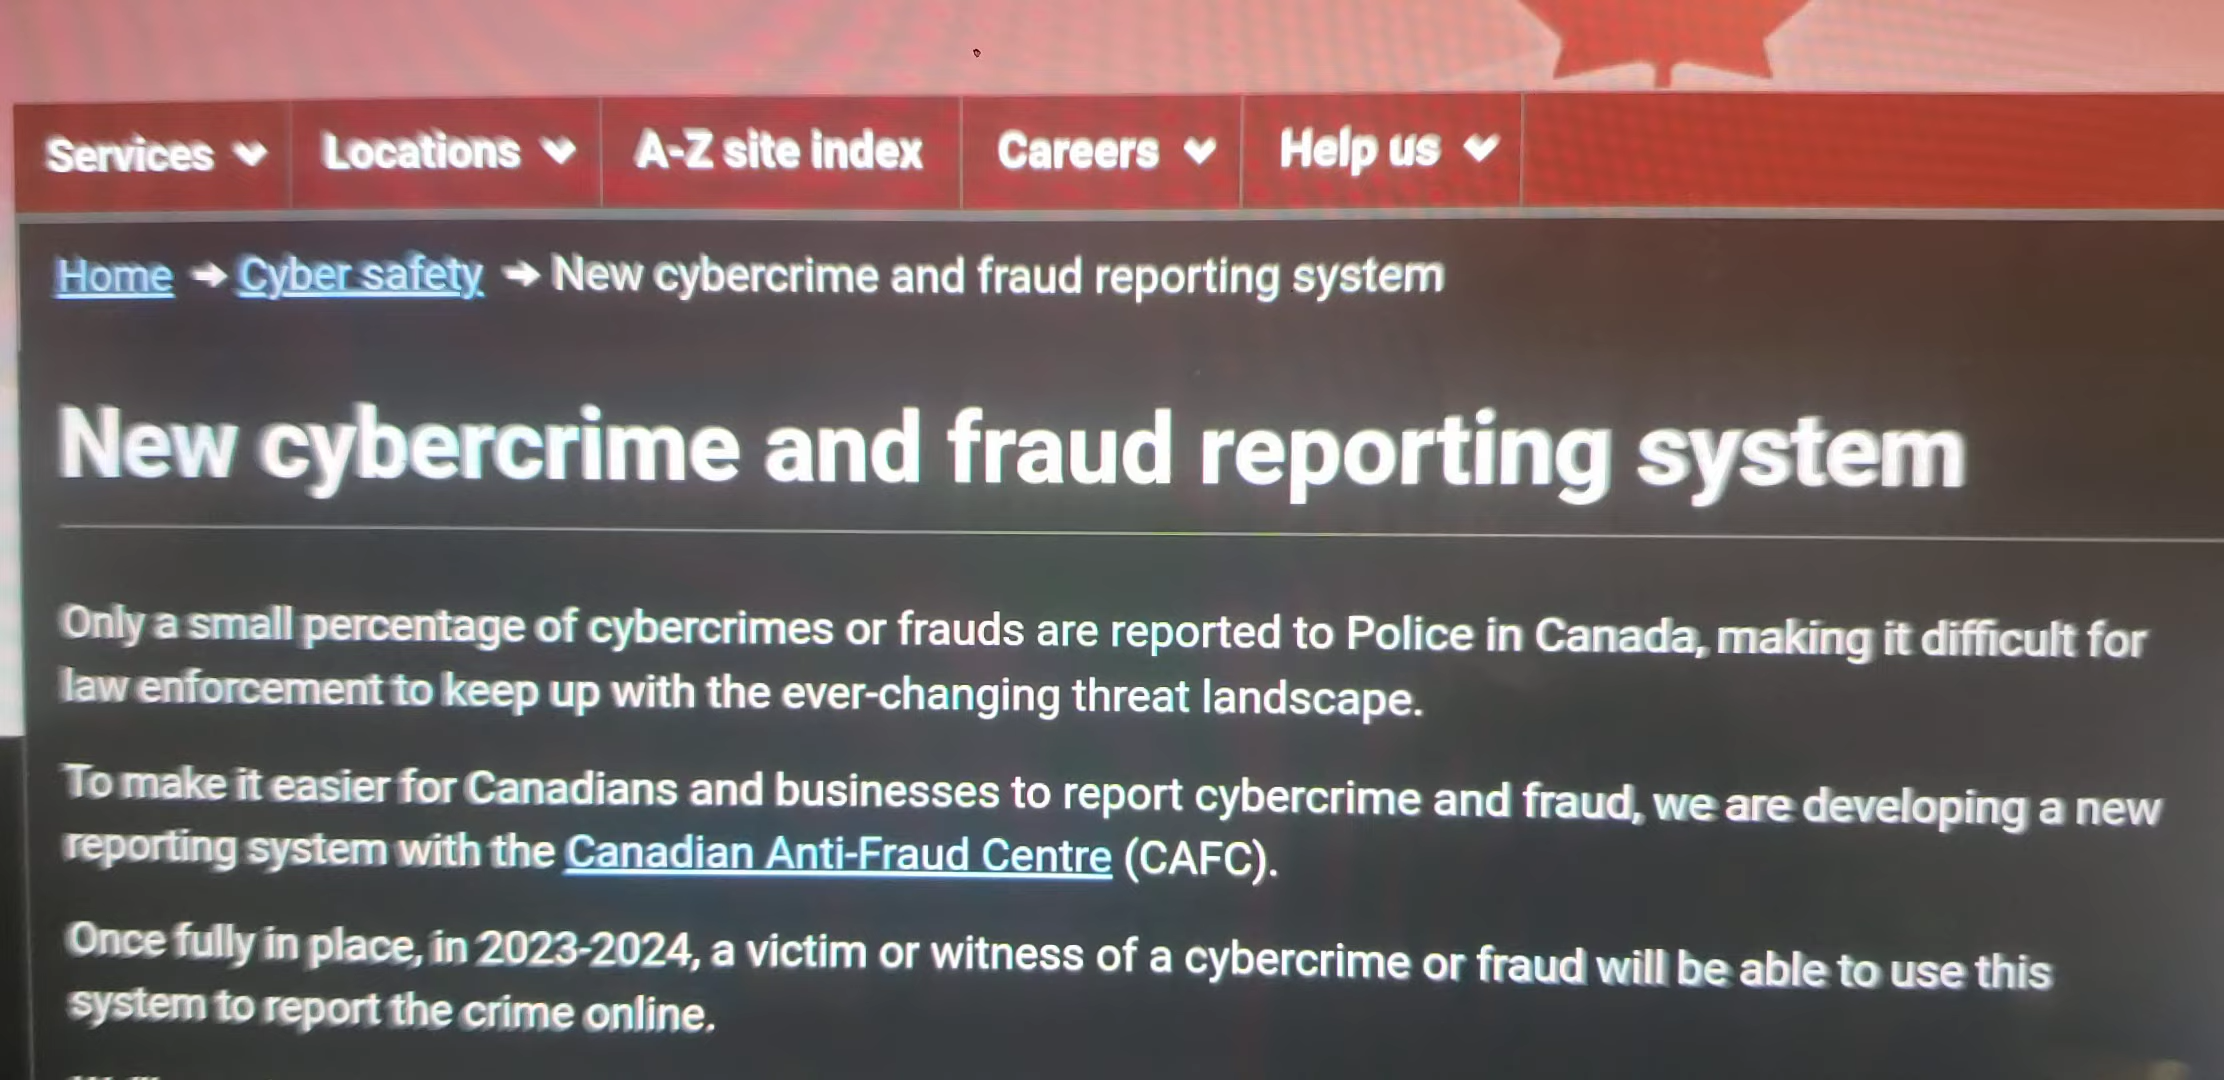 Services Locations A-Z site index Careers Help us
Home → Cyber safety → New cybercrime and fraud reporting system
New cybercrime and fraud reporting system
Only a small percentage of cybercrimes or frauds are reported to Police in Canada, making it difficult for
law enforcement to keep up with the ever-changing threat landscape.
To make it easier for Canadians and businesses to report cybercrime and fraud, we are developing a new
reporting system with the Canadian Anti-Fraud Centre (CAFC).
Once fully in place, in 2023-2024, a victim or witness of a cybercrime or fraud will be able to use this
system to report the crime online.